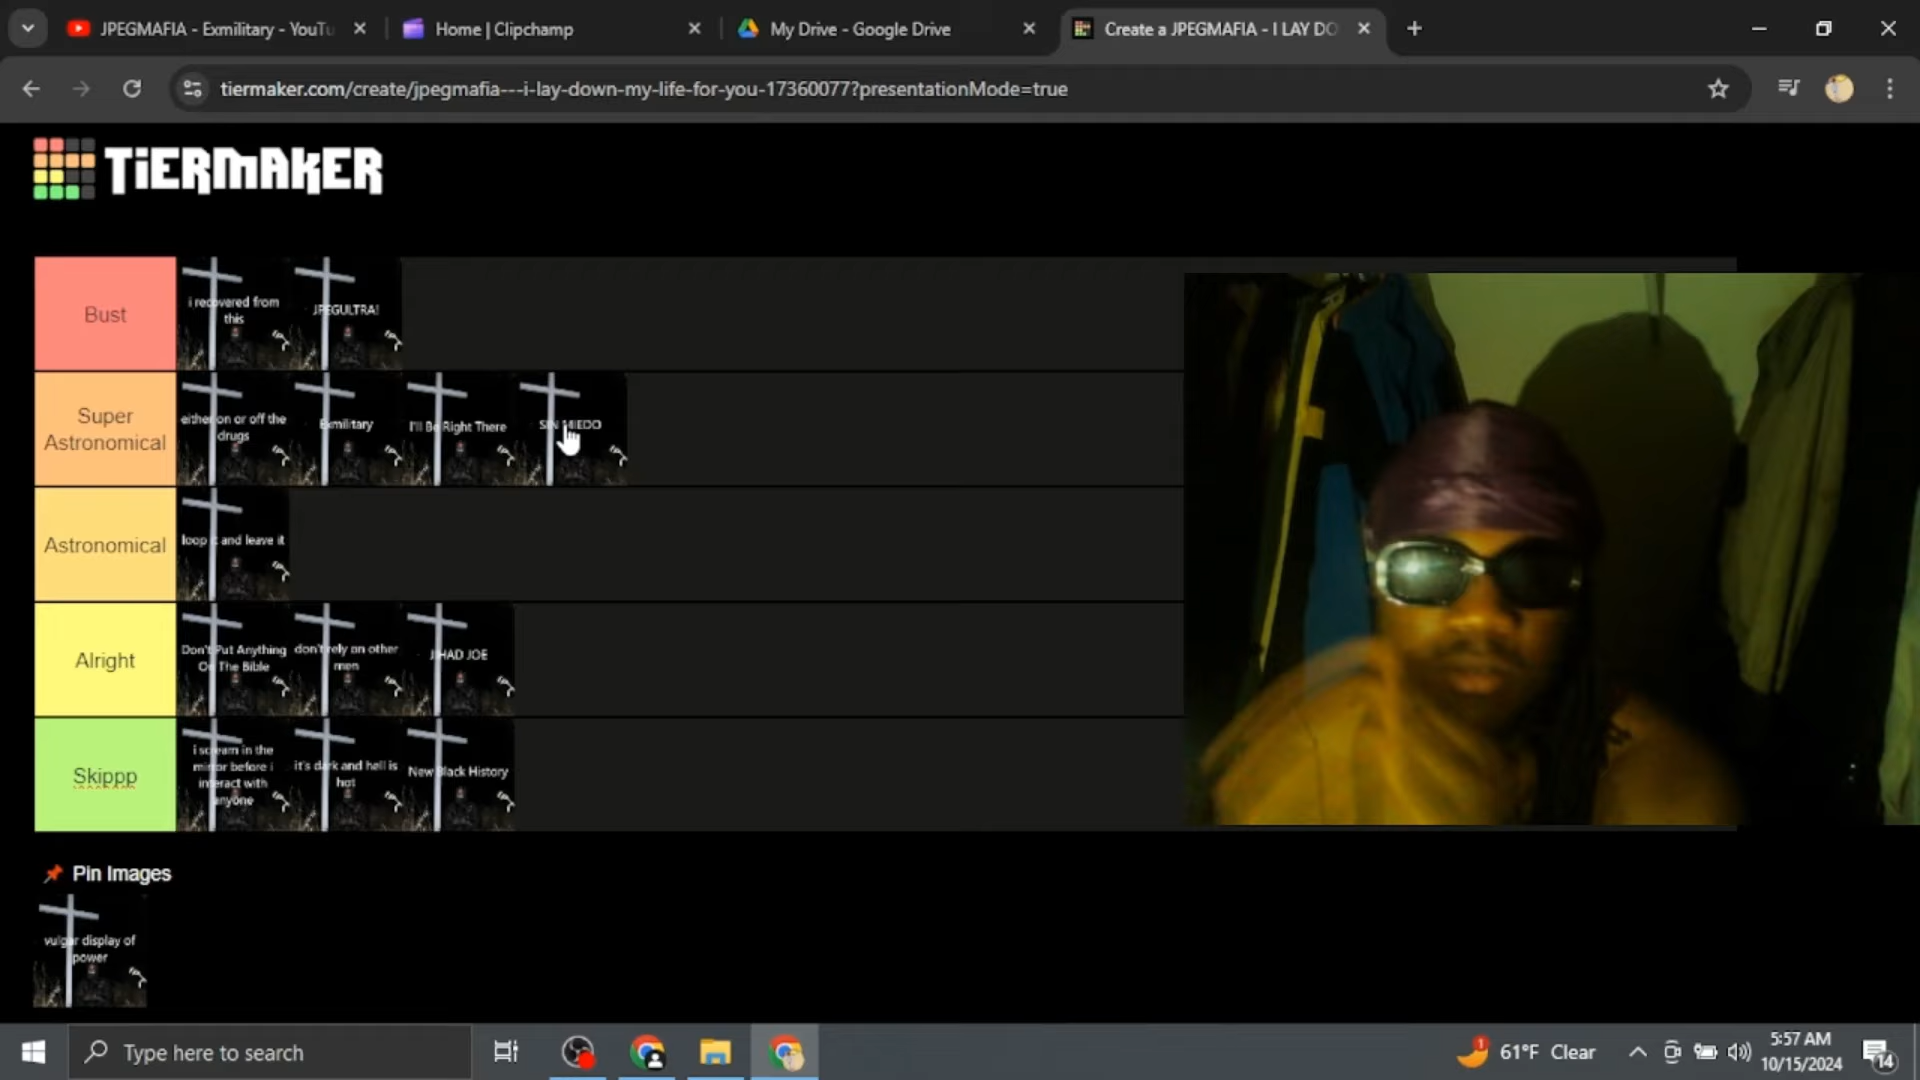 JPEGMAFIA - Exmilitary - YouTu
Home | Clipchamp
My Drive - Google Drive
Create a JPEGMAFIA - I LAY DO
tiermaker.com/create/jpegmafia---i-lay-down-my-life-for-you-17360077?presentationMode=true
TiERMAKER
Bust
i recovered from
this
JPEGULTRA!
Super
Astronomical
either on or off the
drugs
Exmilitary
I'll Be Right There
SIN MIEDO
Astronomical
loop it and leave it
Alright
Don't Put Anything
On The Bible
don't rely on other
men
JIHAD JOE
Skippp
i scream in the
mirror before i
interact with
anyone
it's dark and hell is
hot
New Black History
Pin Images
vulgar display of
power
Type here to search
1
61°F Clear
5:57 AM
10/15/2024
14